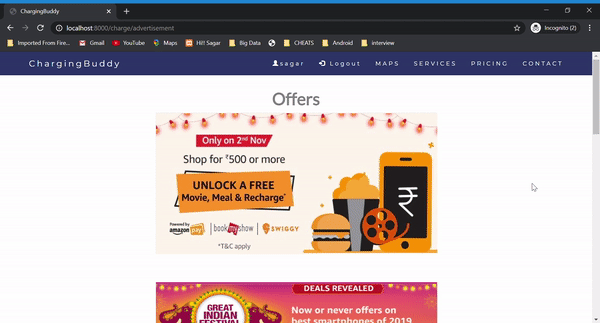 ChargingBuddy
localhost:8000/charge/advertisement
Incognito (2)
Imported From Fire... Gmail YouTube Maps Hi!! Sagar Big Data CHEATS Android interview
ChargingBuddy sagar Logout MAPS SERVICES PRICING CONTACT
Offers
Only on 2nd Nov
Shop for ₹500 or more
UNLOCK A FREE
Movie, Meal & Recharge*
Powered by
amazon pay book my show SWIGGY
*T&C apply
₹
DEALS REVEALED
GREAT
INDIAN
FESTIVAL
Now or never offers on
best smartphones of 2019